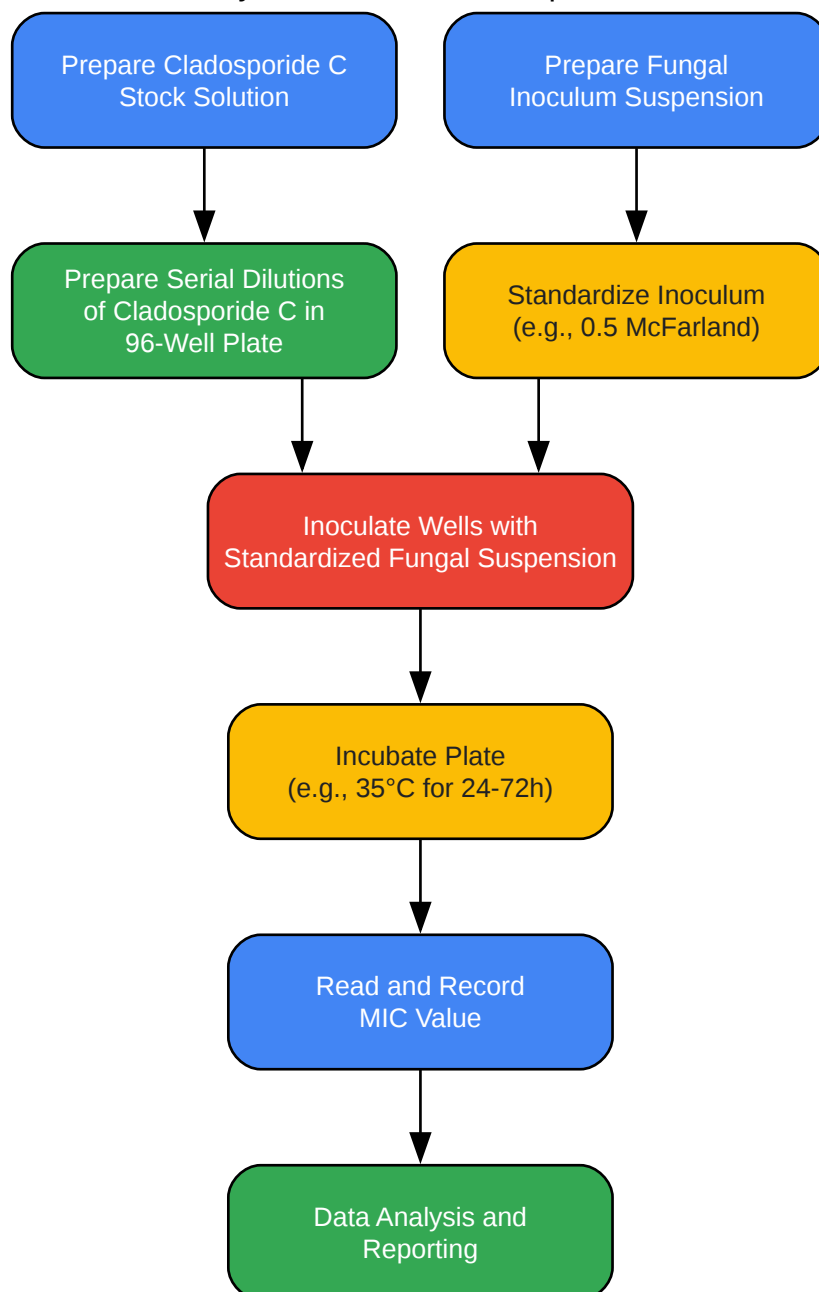 Prepare Cladosporide C
Stock Solution
Prepare Fungal
Inoculum Suspension
Prepare Serial Dilutions
of Cladosporide C in
96-Well Plate
Standardize Inoculum
(e.g., 0.5 McFarland)
Inoculate Wells with
Standardized Fungal Suspension
Incubate Plate
(e.g., 35°C for 24-72h)
Read and Record
MIC Value
Data Analysis and
Reporting